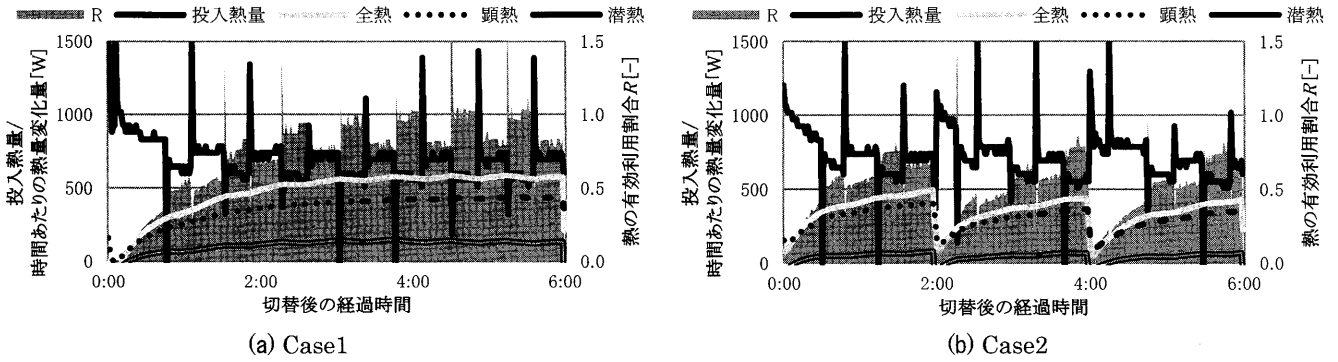 R 投入熱量 全熱 顕熱 潜熱
投入熱量/
時間あたりの熱量変化量「W]
1500
1000
500
0
1.5
1.0
0.5
0.0
熱の有効利用割合R[-]
0:00 2:00 4:00 6:00
切替後の経過時間
(a) Case1
R 投入熱量 全熱 顕熱 潜熱
投入熱量/
時間あたりの熱量変化量「W]
1500
1000
500
0
1.5
1.0
0.5
0.0
熱の有効利用割合R[-]
0:00 2:00 4:00 6:00
切替後の経過時間
(b) Case2